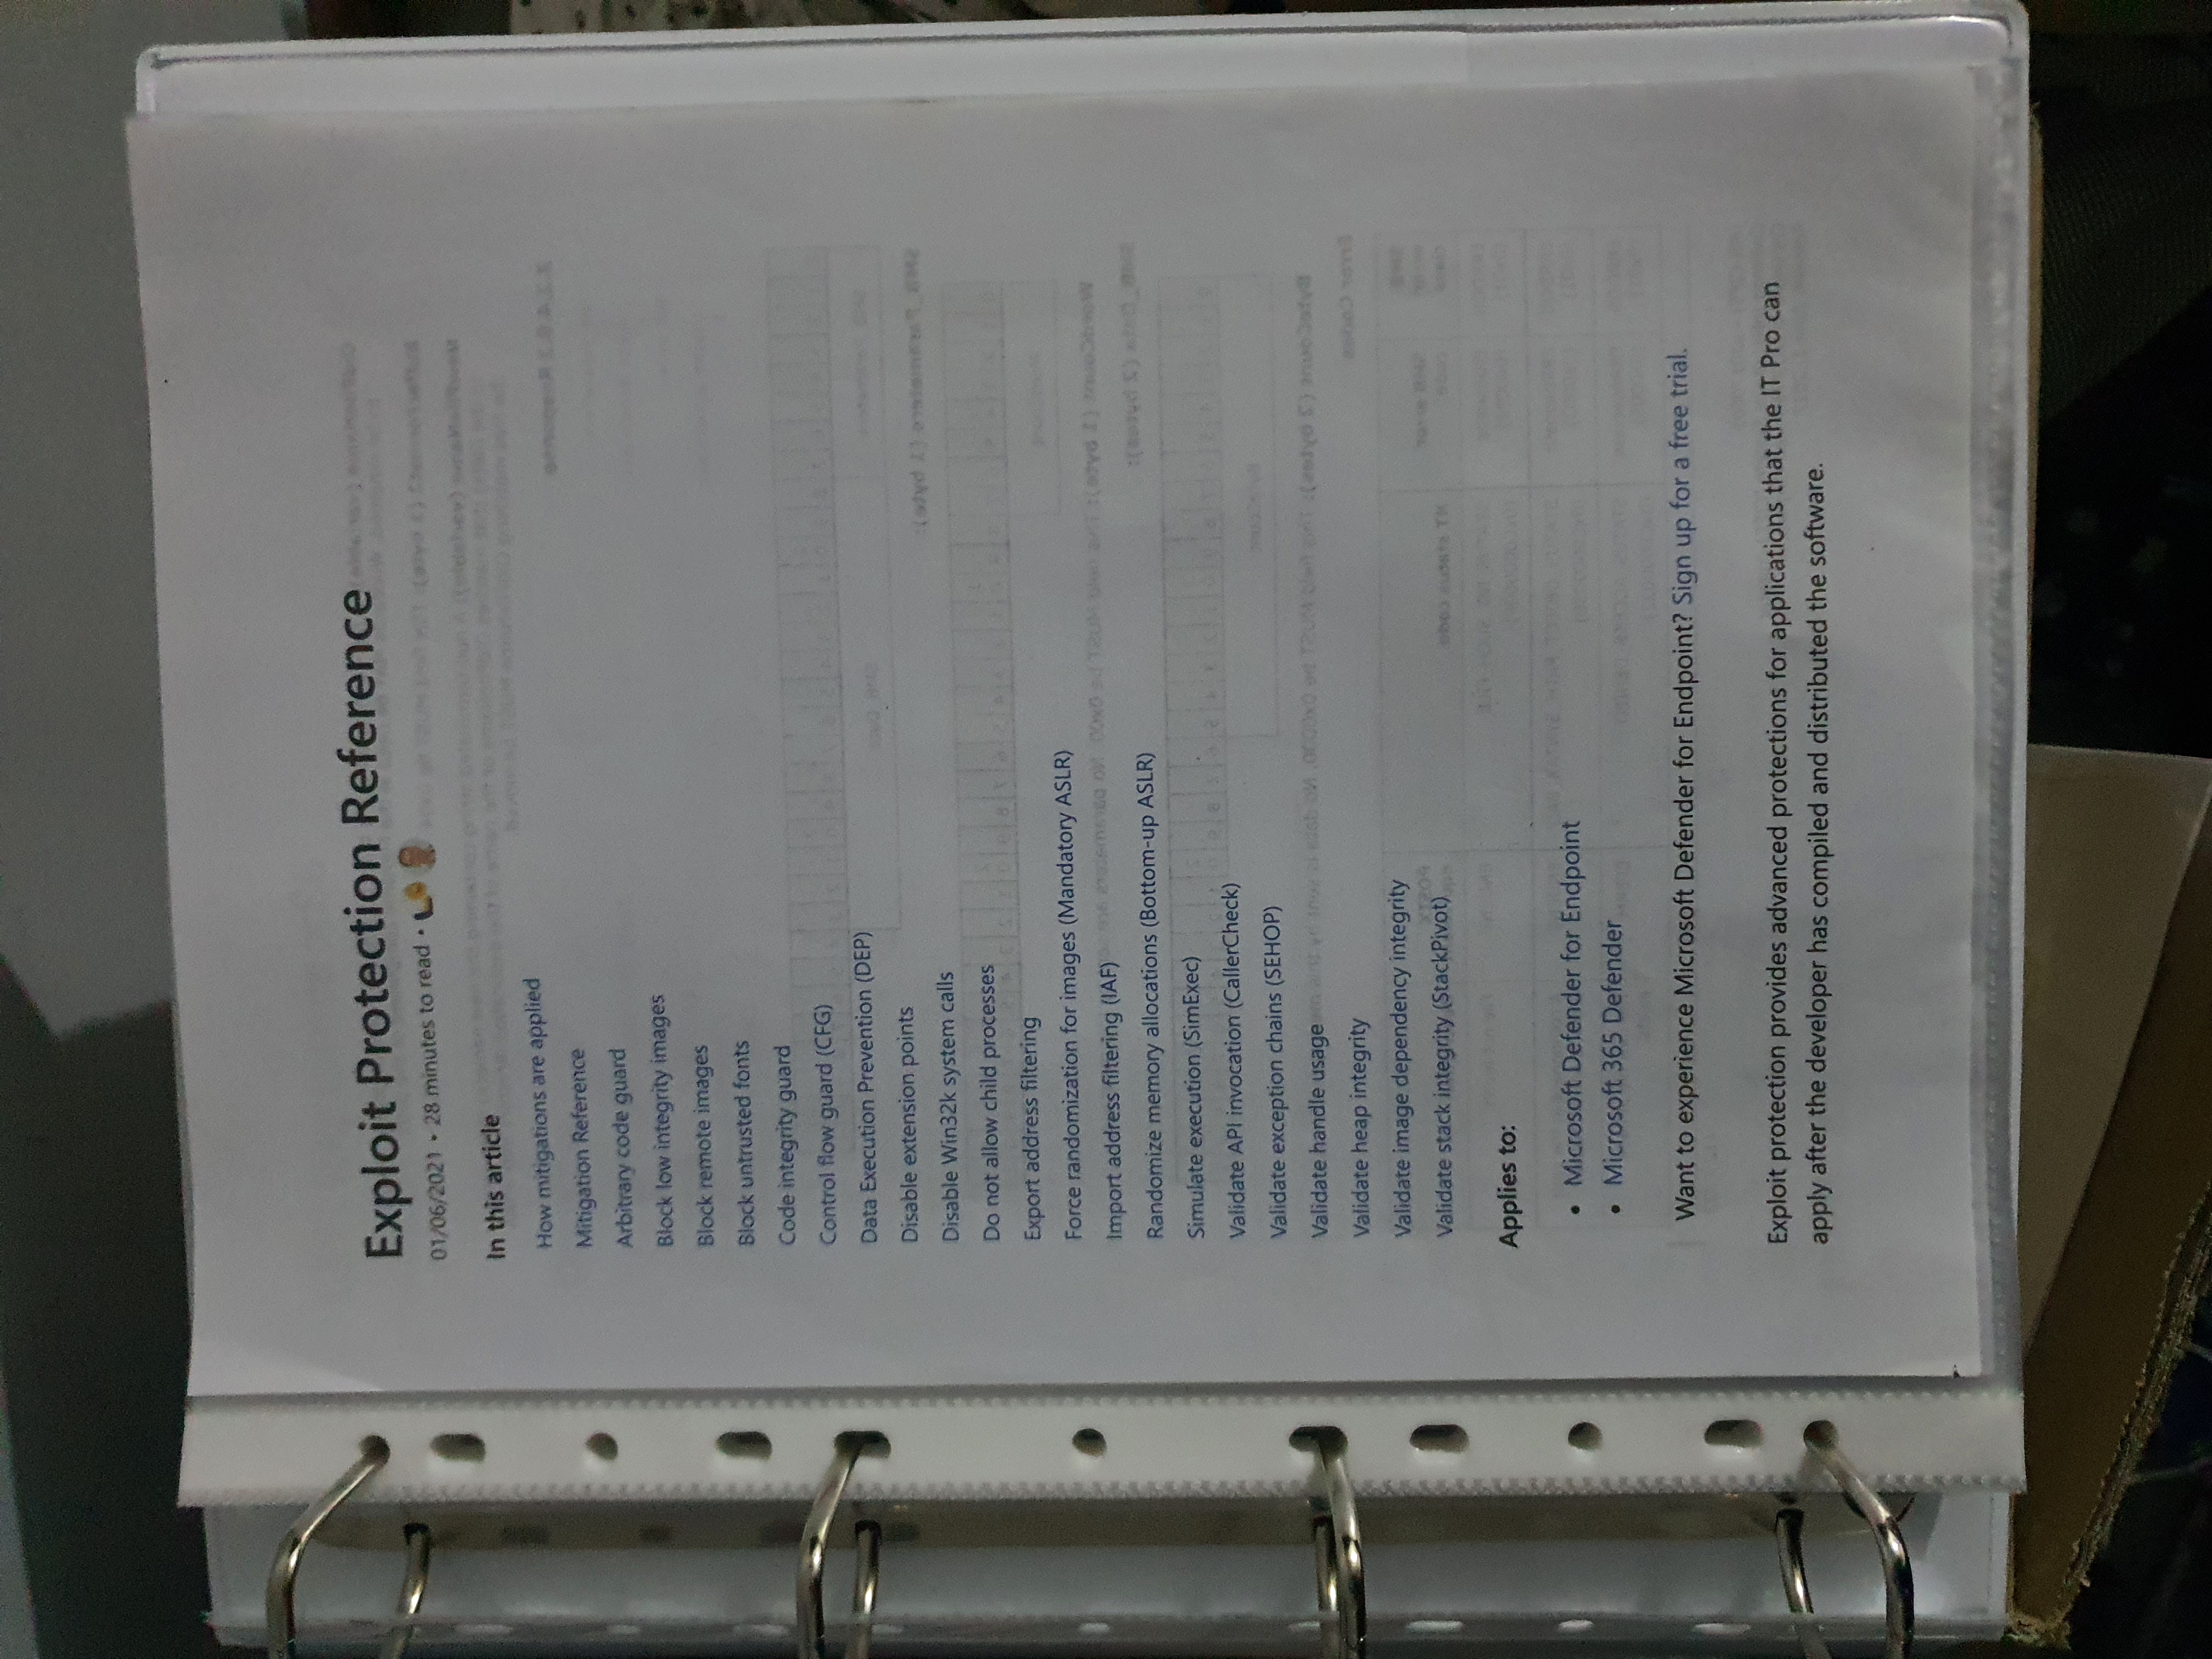 Exploit Protection Reference
01/06/2021 • 28 minutes to read •
In this article
How mitigations are applied
Mitigation Reference
Arbitrary code guard
Block low integrity images
Block remote images
Block untrusted fonts
Code integrity guard
Control flow guard (CFG)
Data Execution Prevention (DEP)
Disable extension points
Disable Win32k system calls
Do not allow child processes
Export address filtering
Force randomization for images (Mandatory ASLR)
Import address filtering (IAF)
Randomize memory allocations (Bottom-up ASLR)
Simulate execution (SimExec)
Validate API invocation (CallerCheck)
Validate exception chains (SEHOP)
Validate handle usage
Validate heap integrity
Validate image dependency integrity
Validate stack integrity (StackPivot)
Applies to:
• Microsoft Defender for Endpoint
• Microsoft 365 Defender
Want to experience Microsoft Defender for Endpoint? Sign up for a free trial.
Exploit protection provides advanced protections for applications that the IT Pro can
apply after the developer has compiled and distributed the software.